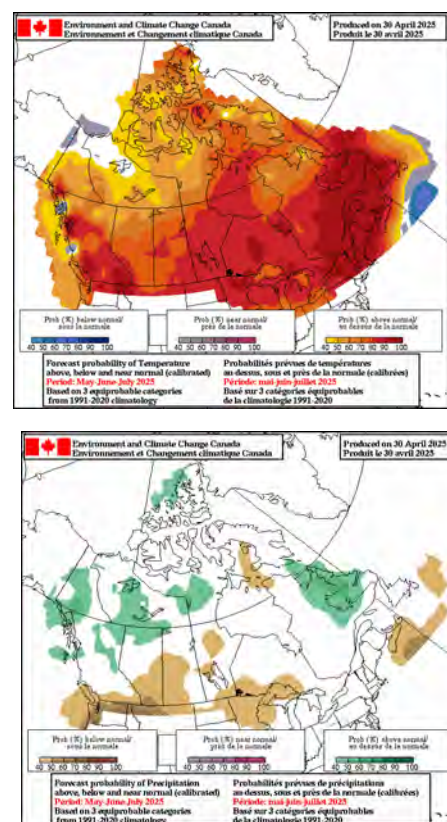 Environment and Climate Change Canada
Environnement et Changement climatique Canada
Produced on 30 April 2025
Produit le 30 avril 2025
Prob (%) below normal/
sous la normale
40 50 60 70 80 90 100
Prob (%) near normal/
près de la normale
40 50 60 70 80 90 100
Prob (%) above normal/
au dessus de la normale
40 50 60 70 80 90 100
Forecast probability of Temperature
above, below and near normal (calibrated)
Period: May-June-July 2025
Based on 3 equiprobable categories
from 1991-2020 climatology
Probabilités prévues de températures
au dessus, sous et près de la normale (calibrées)
Période: mai-juin-juillet 2025
Basé sur 3 catégories équiprobables
de la climatologie 1991-2020
Environment and Climate Change Canada
Environnement et Changement climatique Canada
Produced on 30 April 2025
Produit le 30 avril 2025
Prob (%) below normal/
sous la normale
40 50 60 70 80 90 100
Prob (%) near normal/
près de la normale
40 50 60 70 80 90 100
Prob (%) above normal/
au dessus de la normale
40 50 60 70 80 90 100
Forecast probability of Precipitation
above, below and near normal (calibrated)
Period: May-June-July 2025
Based on 3 equiprobable categories
from 1991-2020 climatology
Probabilités prévues de précipitations
au dessus, sous et près de la normale (calibrées)
Période: mai-juin-juillet 2025
Basé sur 3 catégories équiprobables
de la climatologie 1991-2020